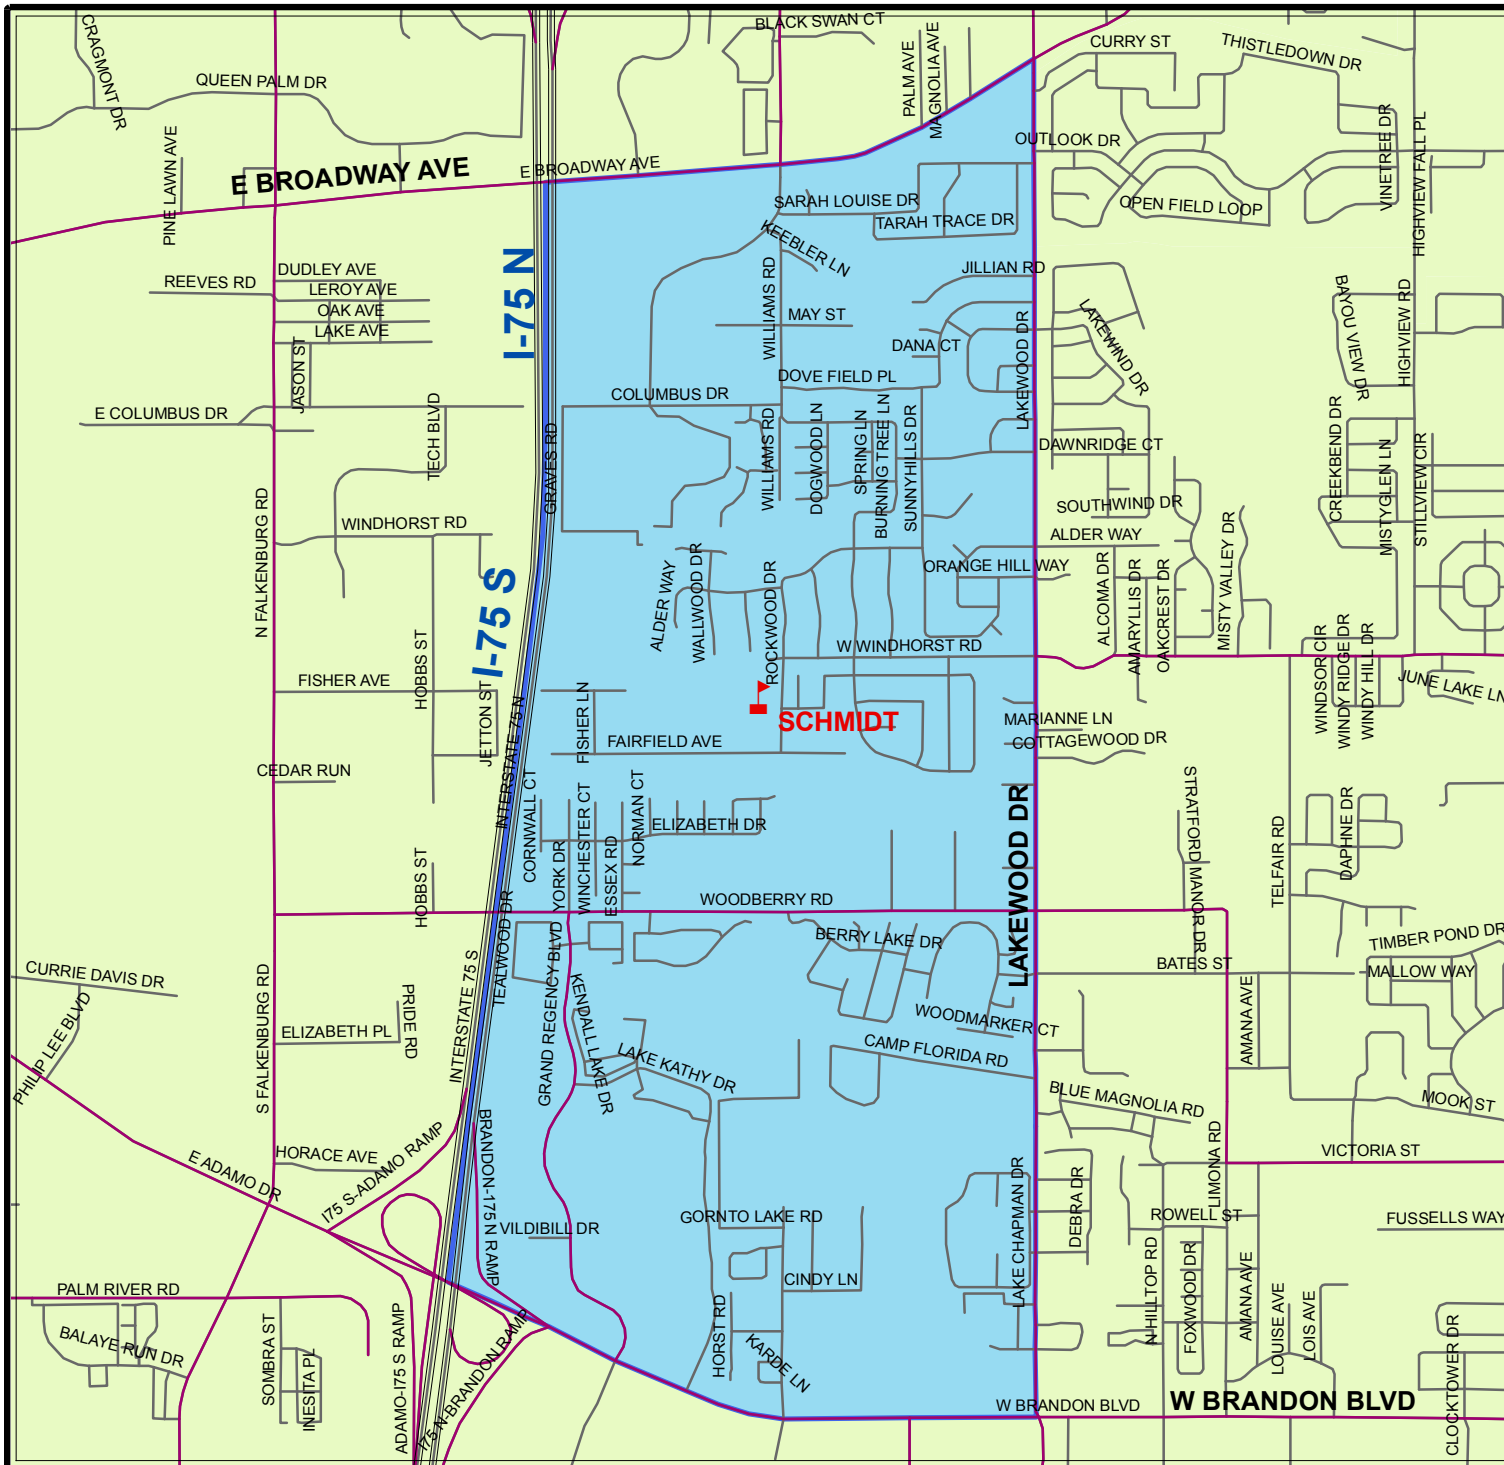 BLACK SWAN CT
CRAGMONT DR
QUEEN PALM DR
PALM AVE
MAGNOLIA AVE
CURRY ST
THISTLEDOWN DR
OUTLOOK DR
VINETREE DR
HIGHVIEW FALL PL
PINE LAWN AVE
E BROADWAY AVE
E BROADWAY AVE
SARAH LOUISE DR
TARAH TRACE DR
OPEN FIELD LOOP
KEEBLER LN
REEVES RD
DUDLEY AVE
LEROY AVE
OAK AVE
LAKE AVE
JASON ST
I-75 N
WILLIAMS RD
MAY ST
JILLIAN RD
DANA CT
LAKEWOOD DR
LAKEWIND DR
BAYOU VIEW DR
HIGHVIEW RD
DOVE FIELD PL
COLUMBUS DR
E COLUMBUS DR
TECH BLVD
GRAVES RD
WILLIAMS RD
DOGWOOD LN
SPRING LN
BURNING TREE LN
SUNNYHILLS DR
DAWNRIDGE CT
CREEKBEND DR
MISTYGLEN LN
STILLVIEW CIR
SOUTHWIND DR
N FALKENBURG RD
WINDHORST RD
ALDER WAY
ORANGE HILL WAY
ALDER WAY
WALLWOOD DR
ROCKWOOD DR
ALCOMA DR
AMARYLLIS DR
OAKCREST DR
MISTY VALLEY DR
I-75 S
HOBBS ST
W WINDHORST RD
WINDSOR CIR
WINDY RIDGE DR
WINDY HILL DR
JUNE LAKE LN
FISHER AVE
JETTON ST
INTERSTATE 75 N
FISHER LN
SCHMIDT
MARIANNE LN
COTTAGEWOOD DR
FAIRFIELD AVE
CEDAR RUN
CORNWALL CT
YORK DR
WINCHESTER CT
ESSEX RD
NORMAN CT
ELIZABETH DR
LAKEWOOD DR
STRATFORD MANOR DR
TELFAIR RD
DAPHNE DR
HOBBS ST
WOODBERRY RD
TEALWOOD DR
GRAND REGENCY BLVD
BERRY LAKE DR
BATES ST
TIMBER POND DR
MALLOW WAY
CURRIE DAVIS DR
PHILIP LEE BLVD
S FALKENBURG RD
ELIZABETH PL
PRIDE RD
INTERSTATE 75 S
KENDALL LAKE DR
LAKE KATHY DR
WOODMARKER CT
CAMP FLORIDA RD
AMANA AVE
BLUE MAGNOLIA RD
MOOK ST
HORACE AVE
E ADAMO DR
I75 S-ADAMO RAMP
BRANDON-175 N RAMP
VICTORIA ST
LIMONA RD
VILDIBILL DR
GORNTO LAKE RD
LAKE CHAPMAN DR
DEBRA DR
ROWELL ST
FUSSELLS WAY
PALM RIVER RD
CINDY LN
N HILLTOP RD
FOXWOOD DR
AMANA AVE
LOUISE AVE
LOIS AVE
BALAYE RUN DR
SOMBRA ST
INESITA PL
ADAMO-I75 S RAMP
I75 N-BRANDON RAMP
HORST RD
KARDE LN
W BRANDON BLVD
W BRANDON BLVD
CLOCKTOWER DR